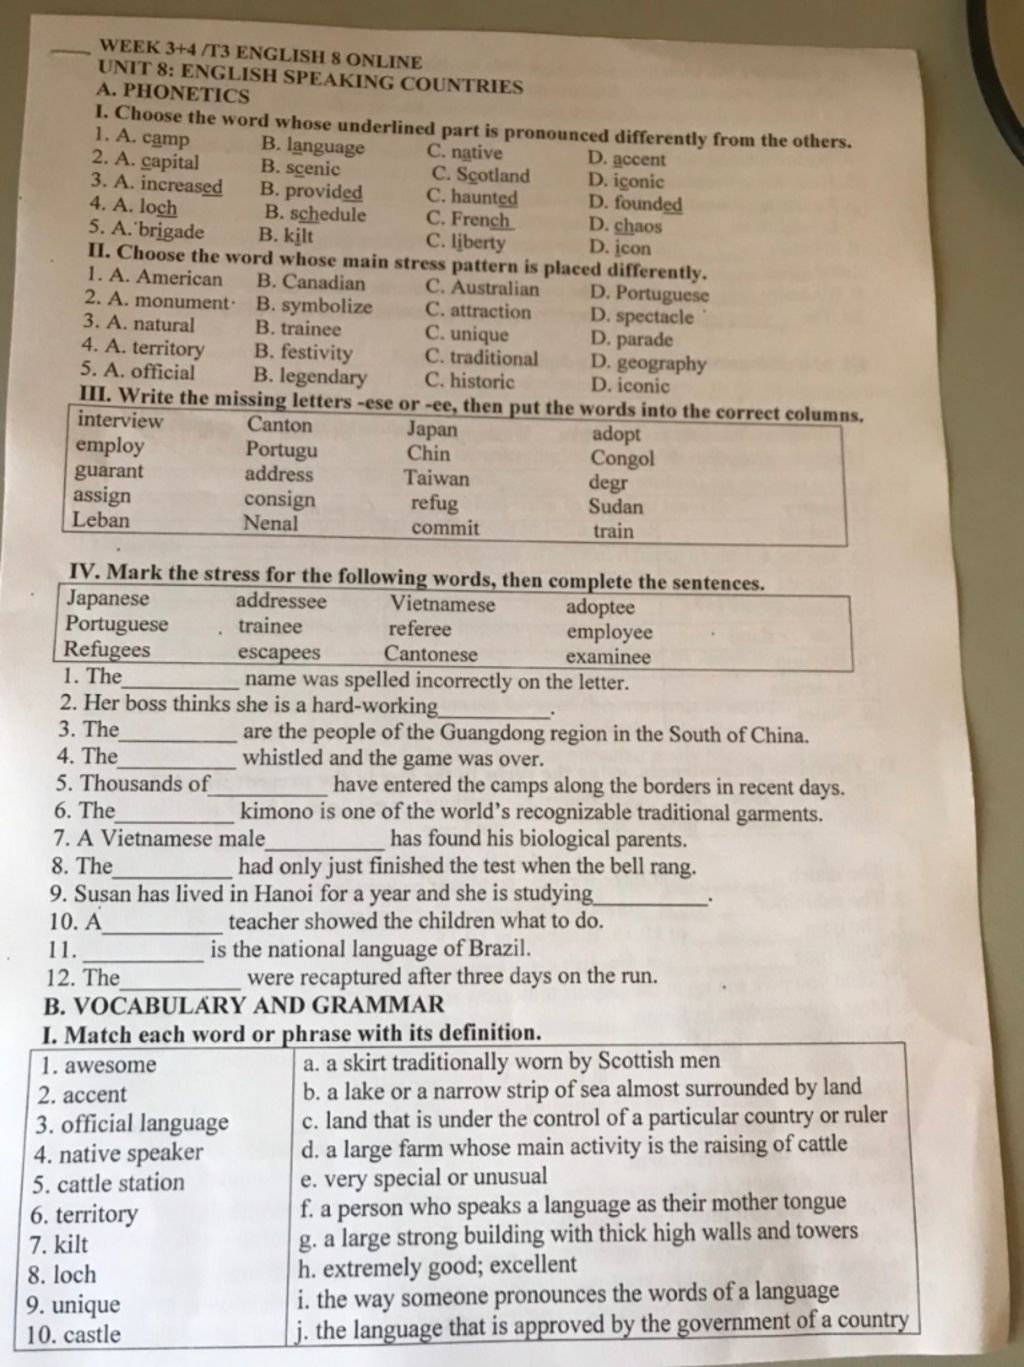 WEEK 3+4 /T3 ENGLISH 8 ONLINE
UNIT 8: ENGLISH SPEAKING COUNTRIES
A. PHONETICS
I. Choose the word whose underlined part is pronounced differently from the others.
1. A. camp B. language C. native D. accent
2. A. capital B. scenic C. Scotland D. iconic
3. A. increased B. provided C. haunted D. founded
4. A. loch B. schedule C. French D. chaos
5. A. brigade B. kilt C. liberty D. icon
II. Choose the word whose main stress pattern is placed differently.
1. A. American B. Canadian C. Australian D. Portuguese
2. A. monument B. symbolize C. attraction D. spectacle
3. A. natural B. trainee C. unique D. parade
4. A. territory B. festivity C. traditional D. geography
5. A. official B. legendary C. historic D. iconic
III. Write the missing letters -ese or -ee, then put the words into the correct columns.
interview Canton Japan adopt
employ Portugu Chin Congol
guarant address Taiwan degr
assign consign refug Sudan
Leban Nenal commit train
IV. Mark the stress for the following words, then complete the sentences.
Japanese addressee Vietnamese adoptee
Portuguese trainee referee employee
Refugees escapees Cantonese examinee
1. The___________ name was spelled incorrectly on the letter.
2. Her boss thinks she is a hard-working___________.
3. The___________ are the people of the Guangdong region in the South of China.
4. The___________ whistled and the game was over.
5. Thousands of___________ have entered the camps along the borders in recent days.
6. The___________ kimono is one of the world's recognizable traditional garments.
7. A Vietnamese male___________ has found his biological parents.
8. The___________ had only just finished the test when the bell rang.
9. Susan has lived in Hanoi for a year and she is studying___________.
10. A___________ teacher showed the children what to do.
11. ___________ is the national language of Brazil.
12. The___________ were recaptured after three days on the run.
B. VOCABULARY AND GRAMMAR
I. Match each word or phrase with its definition.
1. awesome a. a skirt traditionally worn by Scottish men
2. accent b. a lake or a narrow strip of sea almost surrounded by land
3. official language c. land that is under the control of a particular country or ruler
4. native speaker d. a large farm whose main activity is the raising of cattle
5. cattle station e. very special or unusual
6. territory f. a person who speaks a language as their mother tongue
7. kilt g. a large strong building with thick high walls and towers
8. loch h. extremely good; excellent
9. unique i. the way someone pronounces the words of a language
10. castle j. the language that is approved by the government of a country